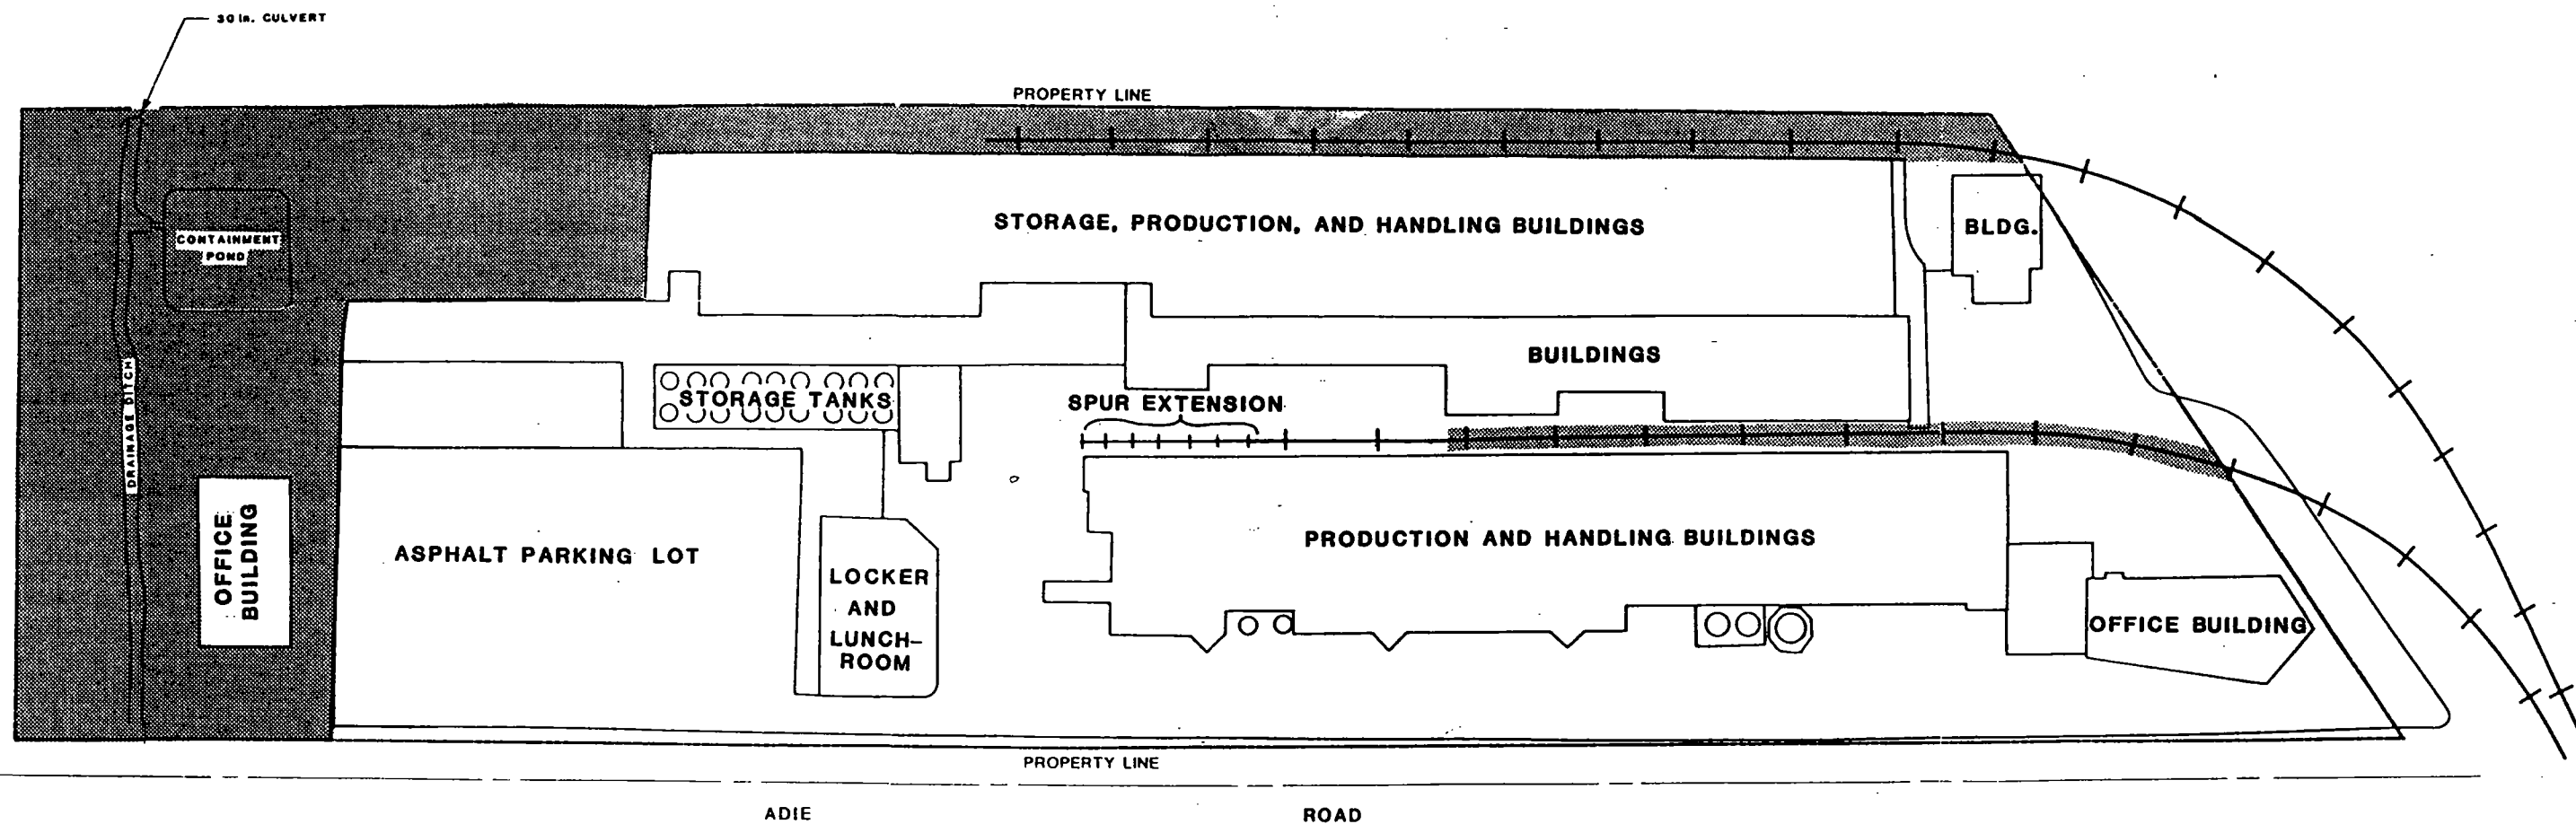 30 in. CULVERT
PROPERTY LINE
CONTAINMENT
POND
STORAGE, PRODUCTION, AND HANDLING BUILDINGS
BLDG.
BUILDINGS
DRAINAGE DITCH
STORAGE TANKS
SPUR EXTENSION
OFFICE
BUILDING
ASPHALT PARKING LOT
LOCKER
AND
LUNCH-
ROOM
PRODUCTION AND HANDLING BUILDINGS
OFFICE BUILDING
PROPERTY LINE
ADIE ROAD